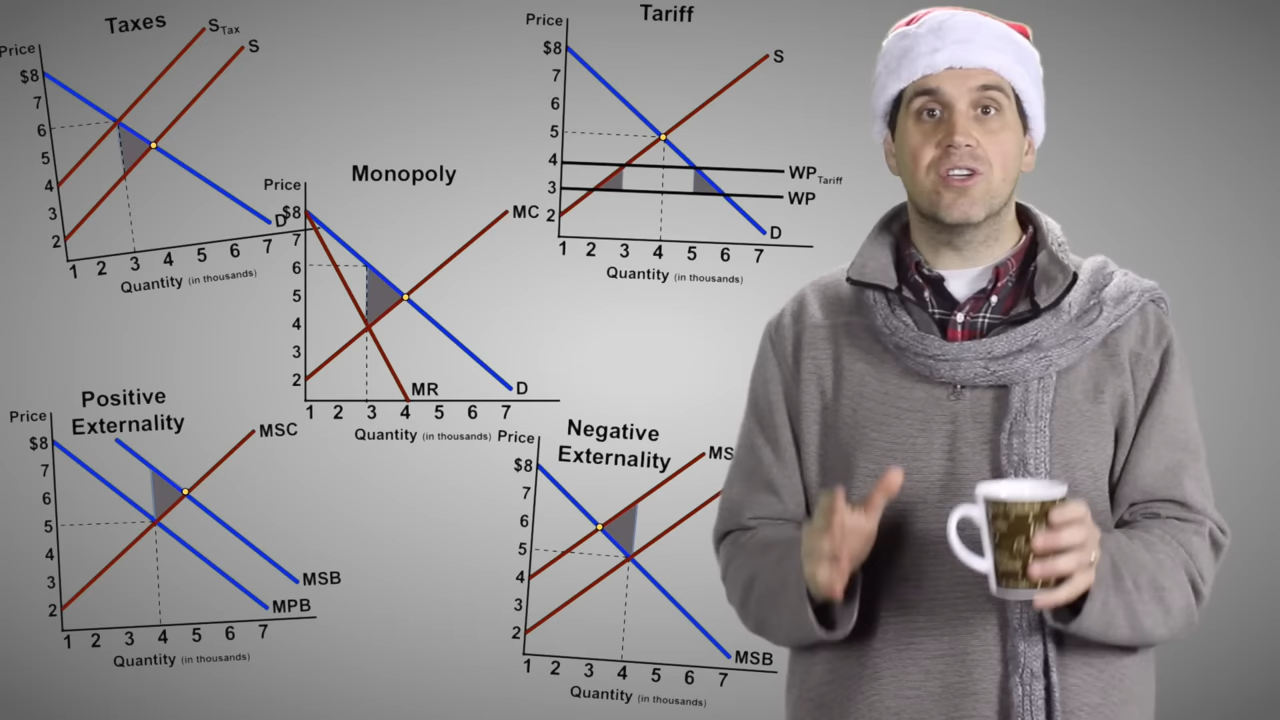 Taxes
Price
$8
7
6
5
4
3
2
S Tax
S
D
1 2 3 4 5 6 7
Quantity (in thousands)
Tariff
Price
$8
7
6
5
4
3
2
S
WP Tariff
WP
D
1 2 3 4 5 6 7
Quantity (in thousands)
Monopoly
Price
$8
7
6
5
4
3
2
MC
MR
D
1 2 3 4 5 6 7
Quantity (in thousands)
Positive
Externality
Price
$8
7
6
5
4
3
2
MSC
MSB
MPB
1 2 3 4 5 6 7
Quantity (in thousands)
Negative
Externality
Price
$8
7
6
5
4
3
2
MS
MSB
1 2 3 4 5 6 7
Quantity (in thousands)